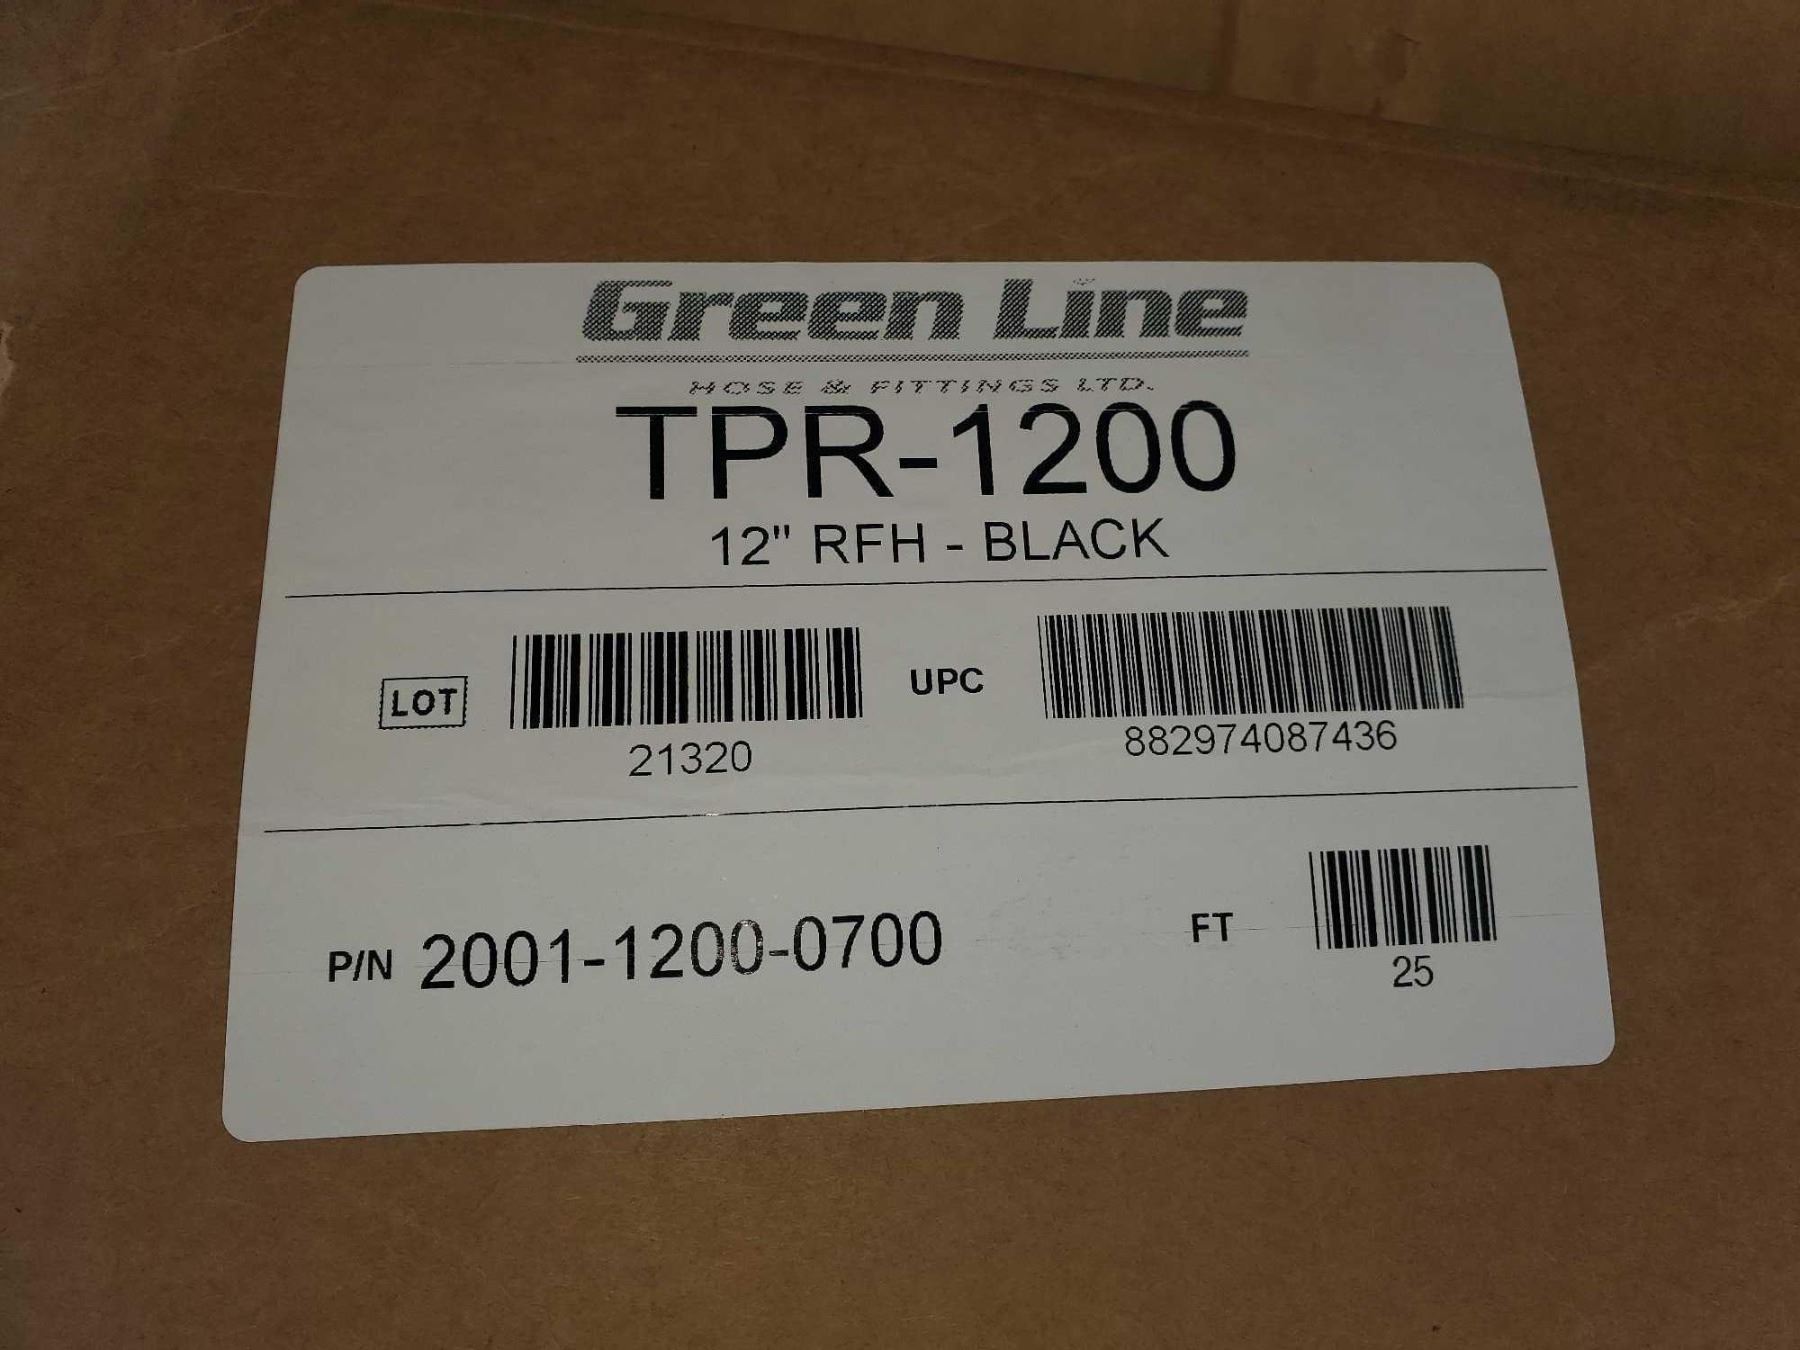 Green Line
HOSE & FITTINGS LTD.
TPR-1200
12" RFH - BLACK
LOT
21320
UPC
882974087436
P/N 2001-1200-0700
FT
25